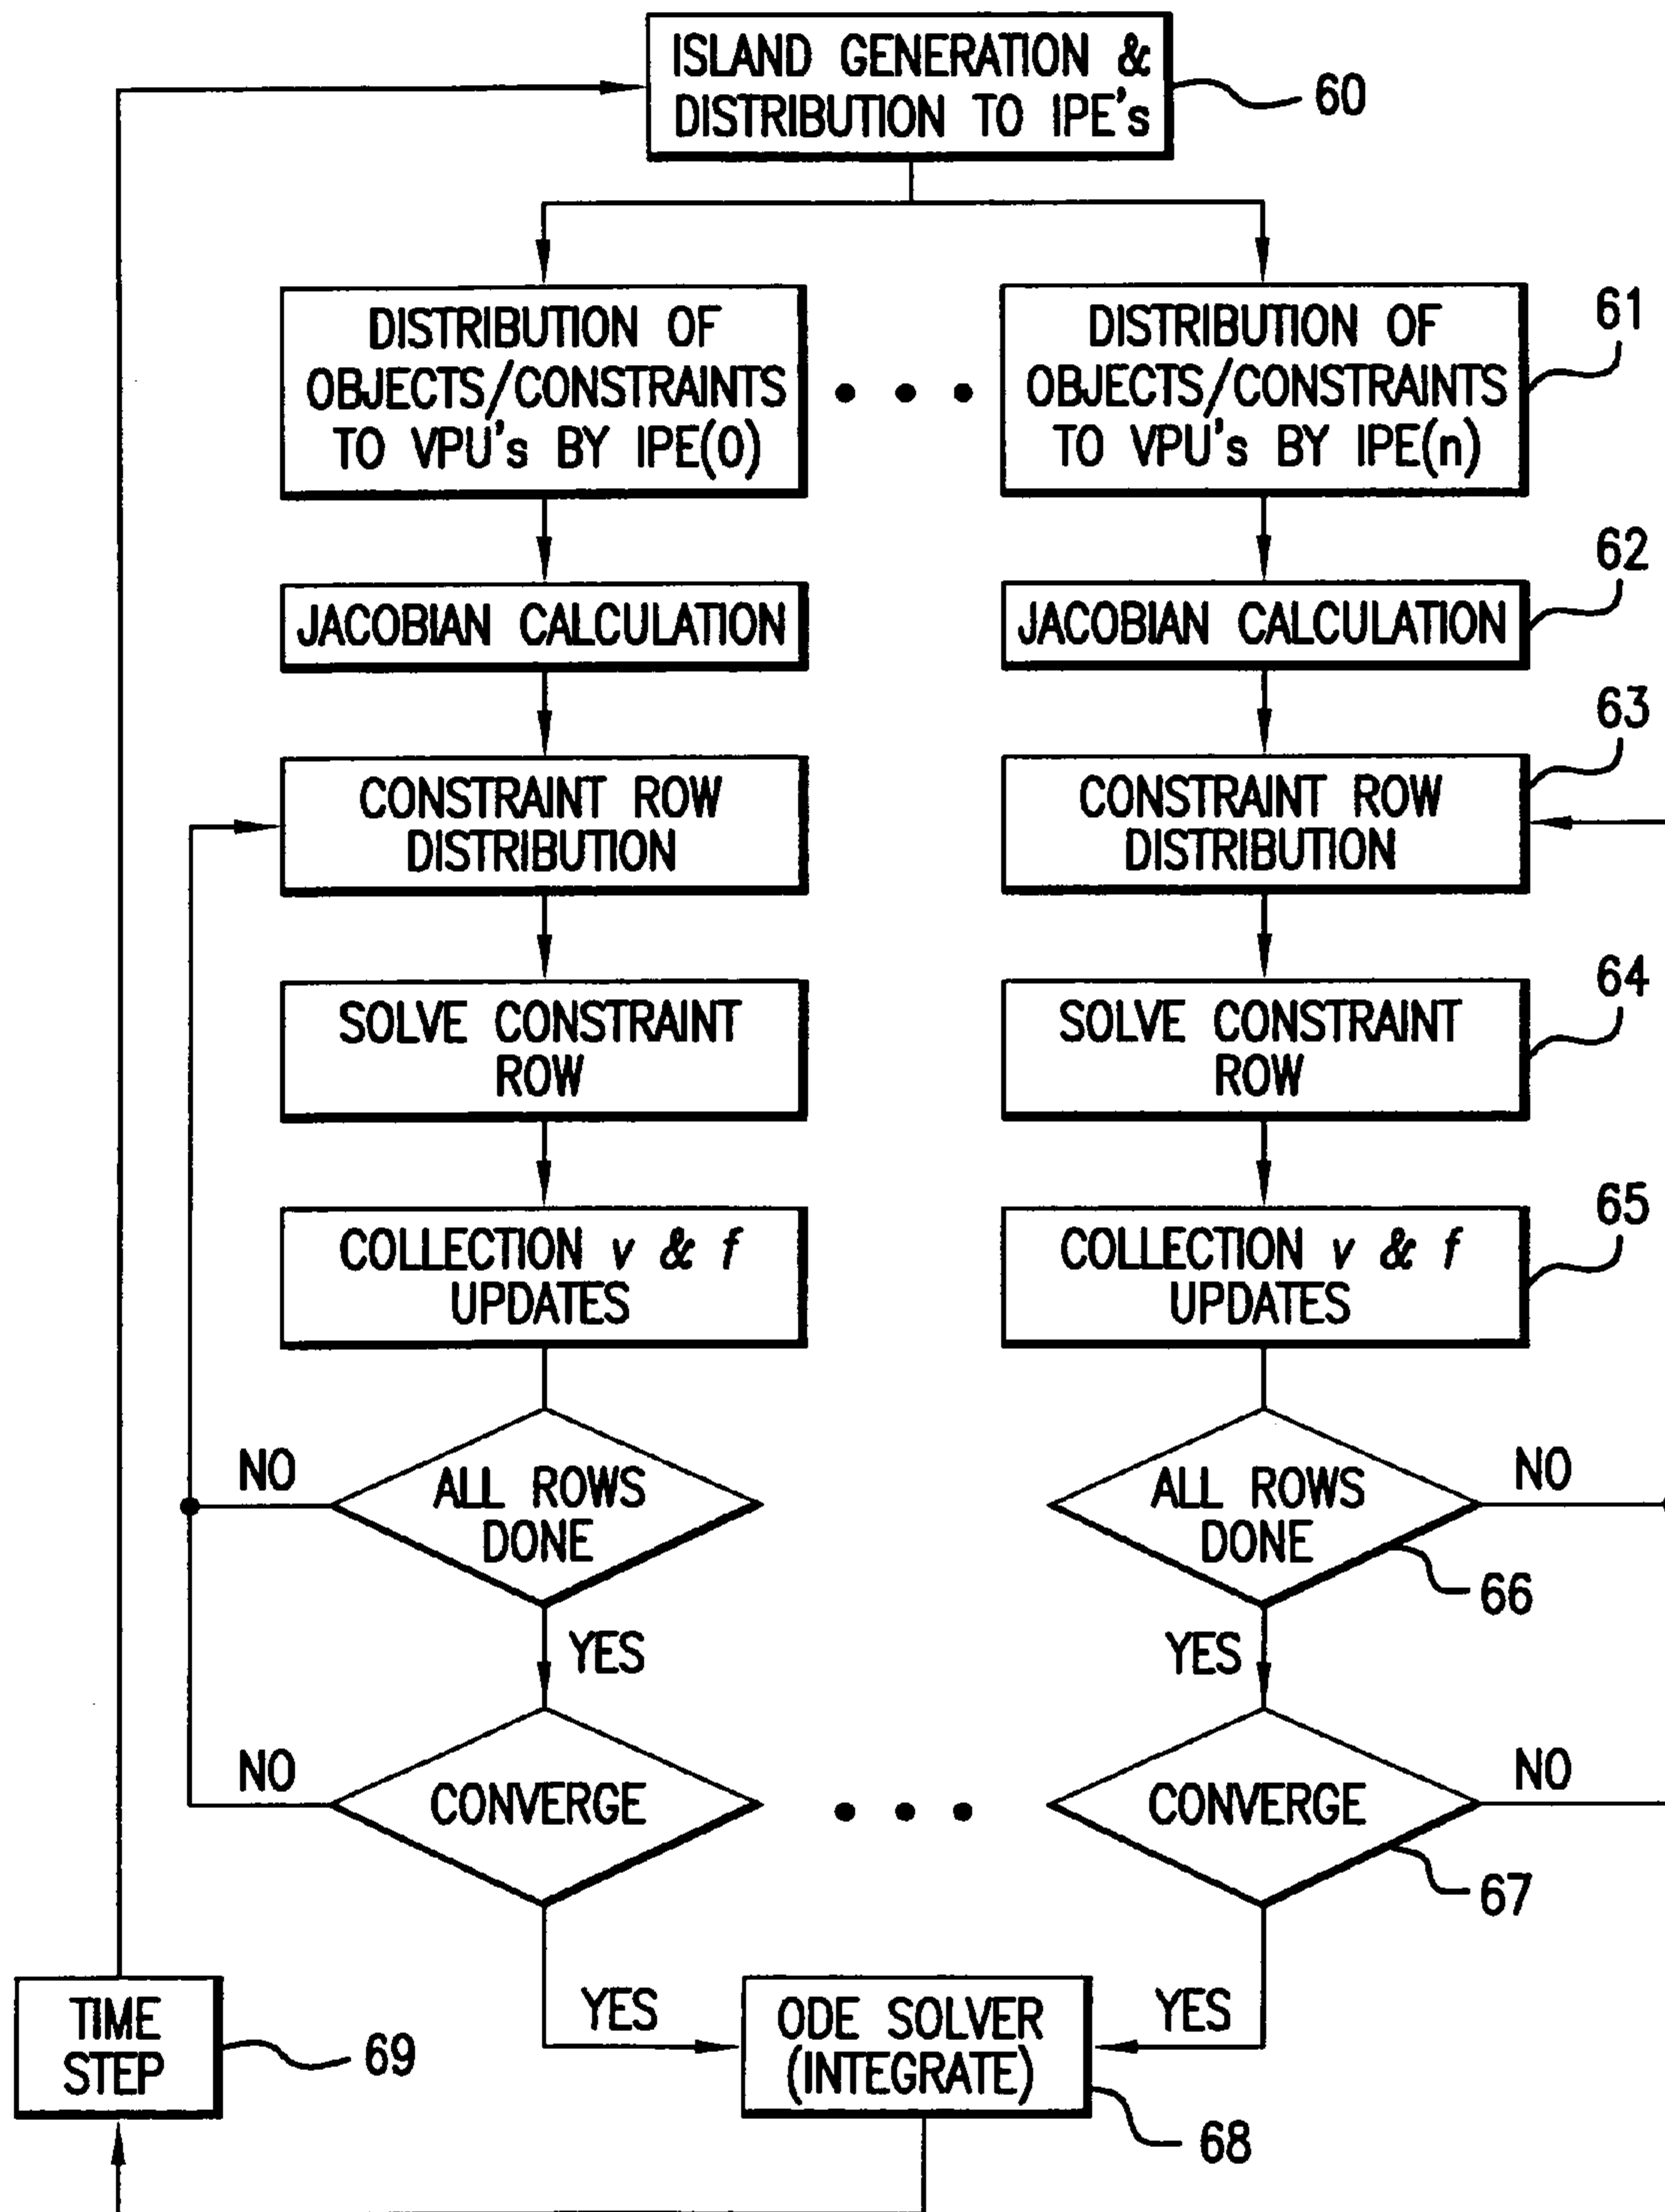 ISLAND GENERATION &
DISTRIBUTION TO IPE's
60
DISTRIBUTION OF
OBJECTS/CONSTRAINTS
TO VPU's BY IPE(0)
DISTRIBUTION OF
OBJECTS/CONSTRAINTS
TO VPU's BY IPE(n)
61
JACOBIAN CALCULATION
JACOBIAN CALCULATION
62
CONSTRAINT ROW
DISTRIBUTION
CONSTRAINT ROW
DISTRIBUTION
63
SOLVE CONSTRAINT
ROW
SOLVE CONSTRAINT
ROW
64
COLLECTION v & f
UPDATES
COLLECTION v & f
UPDATES
65
NO
ALL ROWS
DONE
ALL ROWS
DONE
NO
66
YES
YES
NO
CONVERGE
CONVERGE
NO
67
TIME
STEP
69
YES
ODE SOLVER
(INTEGRATE)
YES
68